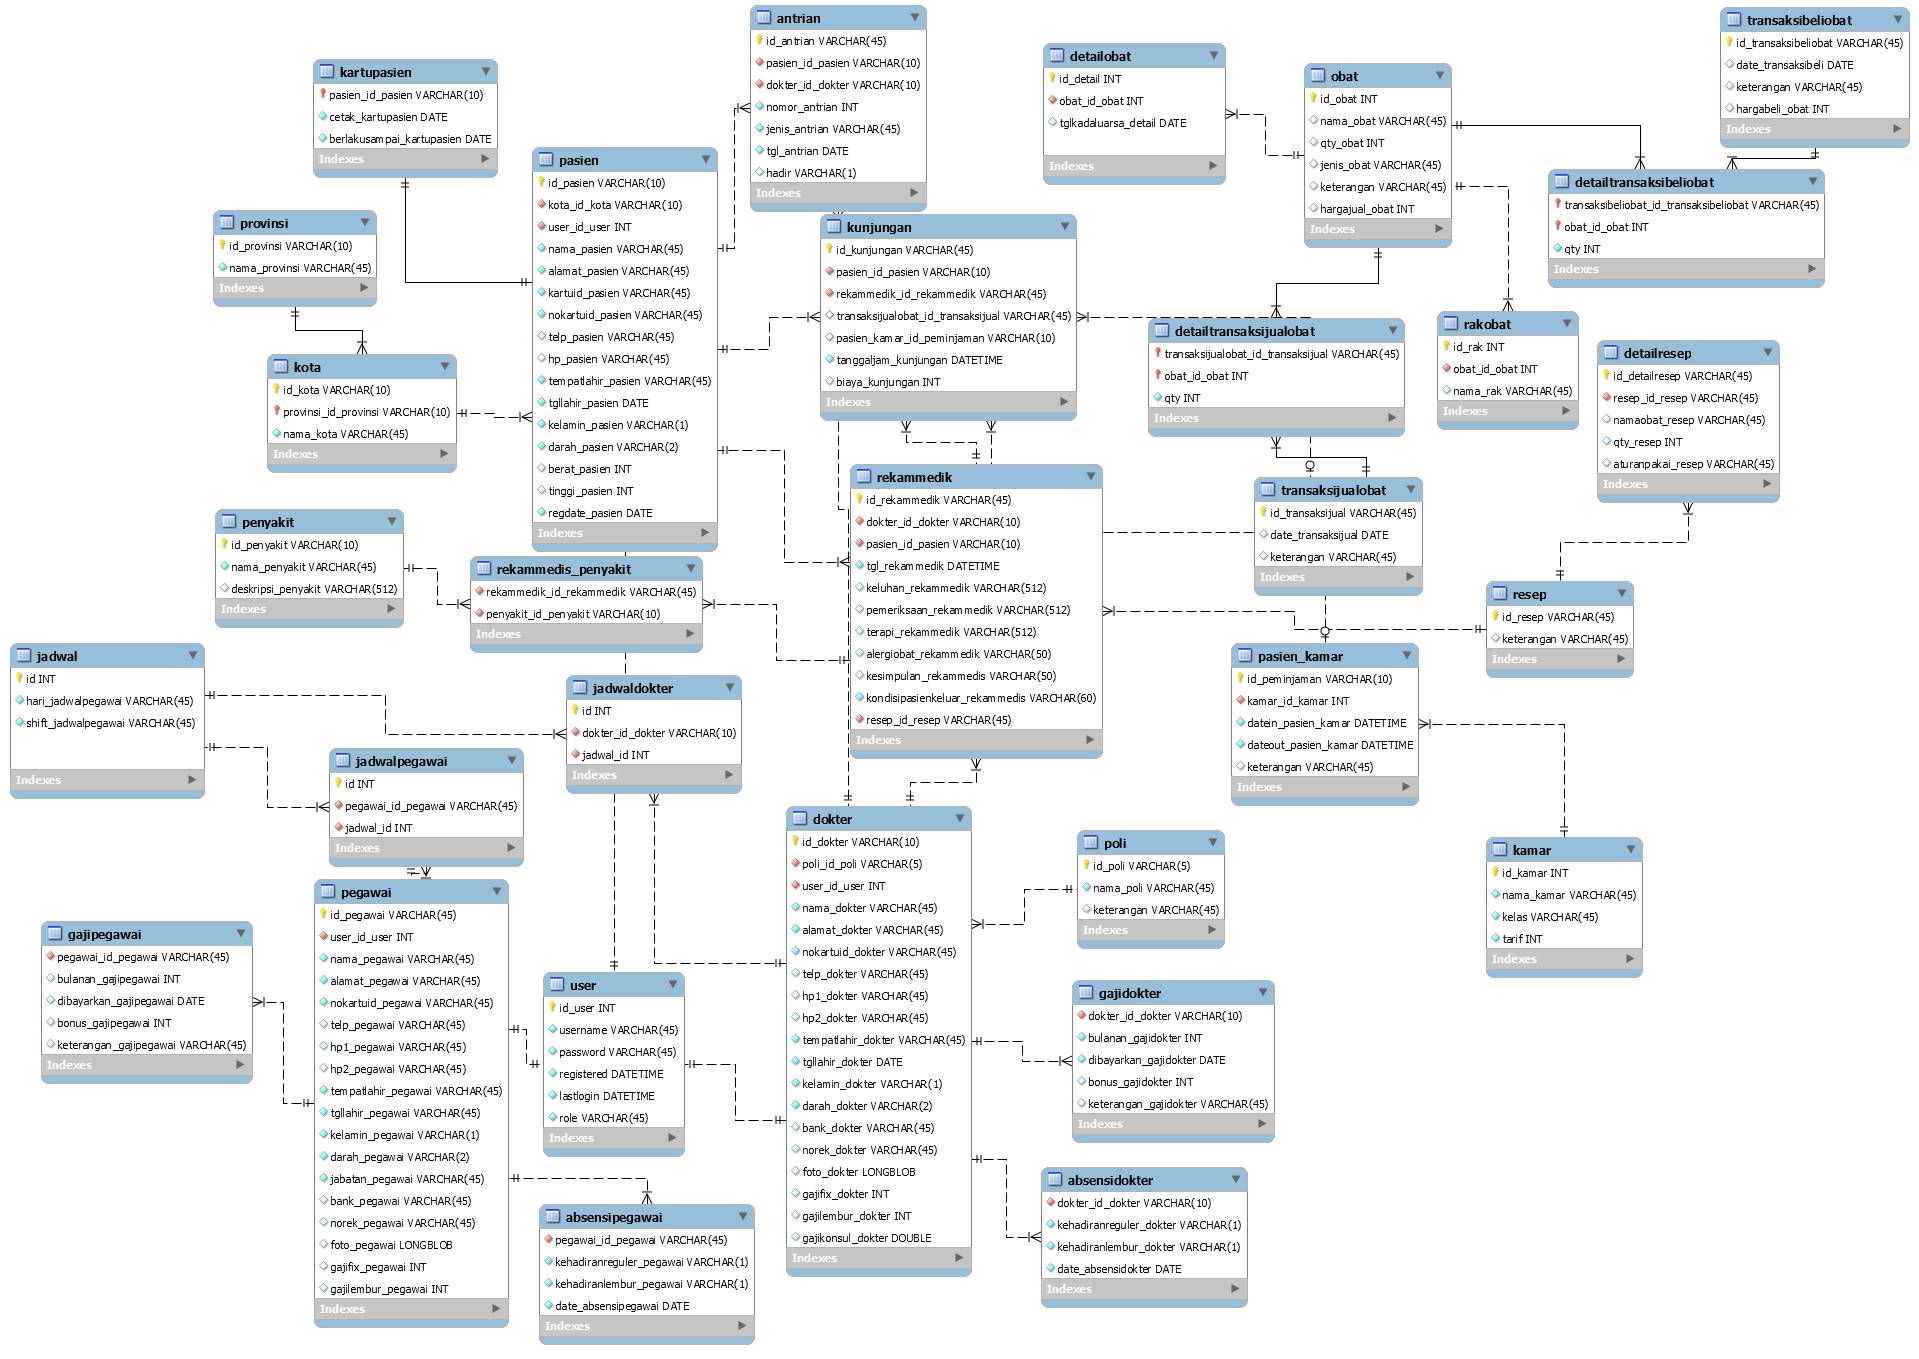 antrian
id_antrian VARCHAR(45)
pasien_id_pasien VARCHAR(10)
dokter_id_dokter VARCHAR(10)
nomor_antrian INT
jenis_antrian VARCHAR(45)
tgl_antrian DATE
hadir VARCHAR(1)
Indexes
transaksibeliobat
id_transaksibeliobat VARCHAR(45)
date_transaksibeli DATE
keterangan VARCHAR(45)
hargabeli_obat INT
Indexes
detailobat
id_detail INT
obat_id_obat INT
tglkadaluarsa_detail DATE
Indexes
kartupasien
pasien_id_pasien VARCHAR(10)
cetak_kartupasien DATE
berlakusampai_kartupasien DATE
Indexes
obat
id_obat INT
nama_obat VARCHAR(45)
qty_obat INT
jenis_obat VARCHAR(45)
keterangan VARCHAR(45)
hargajual_obat INT
Indexes
pasien
id_pasien VARCHAR(10)
kota_id_kota VARCHAR(10)
user_id_user INT
nama_pasien VARCHAR(45)
alamat_pasien VARCHAR(45)
kartuid_pasien VARCHAR(45)
nokartuid_pasien VARCHAR(45)
telp_pasien VARCHAR(45)
hp_pasien VARCHAR(45)
tempatlahir_pasien VARCHAR(45)
tgllahir_pasien DATE
kelamin_pasien VARCHAR(1)
darah_pasien VARCHAR(2)
berat_pasien INT
tinggi_pasien INT
regdate_pasien DATE
Indexes
detailtransaksibeliobat
transaksibeliobat_id_transaksibeliobat VARCHAR(45)
obat_id_obat INT
qty INT
Indexes
provinsi
id_provinsi VARCHAR(10)
nama_provinsi VARCHAR(45)
Indexes
kunjungan
id_kunjungan VARCHAR(45)
pasien_id_pasien VARCHAR(10)
rekammedik_id_rekammedik VARCHAR(45)
transaksijualobat_id_transaksijual VARCHAR(45)
pasien_kamar_id_peminjaman VARCHAR(10)
tanggaljam_kunjungan DATETIME
biaya_kunjungan INT
Indexes
detailtransaksijualobat
transaksijualobat_id_transaksijual VARCHAR(45)
obat_id_obat INT
qty INT
Indexes
rakobat
id_rak INT
obat_id_obat INT
nama_rak VARCHAR(45)
Indexes
detailresep
id_detailresep VARCHAR(45)
resep_id_resep VARCHAR(45)
namaobat_resep VARCHAR(45)
qty_resep INT
aturanpakai_resep VARCHAR(45)
Indexes
kota
id_kota VARCHAR(10)
provinsi_id_provinsi VARCHAR(10)
nama_kota VARCHAR(45)
Indexes
rekammedik
id_rekammedik VARCHAR(45)
dokter_id_dokter VARCHAR(10)
pasien_id_pasien VARCHAR(10)
tgl_rekammedik DATETIME
keluhan_rekammedik VARCHAR(512)
pemeriksaan_rekammedik VARCHAR(512)
terapi_rekammedik VARCHAR(512)
alergiobat_rekammedik VARCHAR(50)
kesimpulan_rekammedis VARCHAR(50)
kondisipasienkeluar_rekammedis VARCHAR(60)
resep_id_resep VARCHAR(45)
Indexes
transaksijualobat
id_transaksijual VARCHAR(45)
date_transaksijual DATE
keterangan VARCHAR(45)
Indexes
penyakit
id_penyakit VARCHAR(10)
nama_penyakit VARCHAR(45)
deskripsi_penyakit VARCHAR(512)
Indexes
rekammedis_penyakit
rekammedik_id_rekammedik VARCHAR(45)
penyakit_id_penyakit VARCHAR(10)
Indexes
resep
id_resep VARCHAR(45)
keterangan VARCHAR(45)
Indexes
jadwal
id INT
hari_jadwalpegawai VARCHAR(45)
shift_jadwalpegawai VARCHAR(45)
Indexes
pasien_kamar
id_peminjaman VARCHAR(10)
kamar_id_kamar INT
datein_pasien_kamar DATETIME
dateout_pasien_kamar DATETIME
keterangan VARCHAR(45)
Indexes
jadwaldokter
id INT
dokter_id_dokter VARCHAR(10)
jadwal_id INT
Indexes
jadwalpegawai
id INT
pegawai_id_pegawai VARCHAR(45)
jadwal_id INT
Indexes
dokter
id_dokter VARCHAR(10)
poli_id_poli VARCHAR(5)
user_id_user INT
nama_dokter VARCHAR(45)
alamat_dokter VARCHAR(45)
nokartuid_dokter VARCHAR(45)
telp_dokter VARCHAR(45)
hp1_dokter VARCHAR(45)
hp2_dokter VARCHAR(45)
tempatlahir_dokter VARCHAR(45)
tgllahir_dokter DATE
kelamin_dokter VARCHAR(1)
darah_dokter VARCHAR(2)
bank_dokter VARCHAR(45)
norek_dokter VARCHAR(45)
foto_dokter LONGBLOB
gajifix_dokter INT
gajilembur_dokter INT
gajikonsul_dokter DOUBLE
Indexes
poli
id_poli VARCHAR(5)
nama_poli VARCHAR(45)
keterangan VARCHAR(45)
Indexes
kamar
id_kamar INT
nama_kamar VARCHAR(45)
kelas VARCHAR(45)
tarif INT
Indexes
pegawai
id_pegawai VARCHAR(45)
user_id_user INT
nama_pegawai VARCHAR(45)
alamat_pegawai VARCHAR(45)
nokartuid_pegawai VARCHAR(45)
telp_pegawai VARCHAR(45)
hp1_pegawai VARCHAR(45)
hp2_pegawai VARCHAR(45)
tempatlahir_pegawai VARCHAR(45)
tgllahir_pegawai VARCHAR(45)
kelamin_pegawai VARCHAR(1)
darah_pegawai VARCHAR(2)
jabatan_pegawai VARCHAR(45)
bank_pegawai VARCHAR(45)
norek_pegawai VARCHAR(45)
foto_pegawai LONGBLOB
gajifix_pegawai INT
gajilembur_pegawai INT
Indexes
gajipegawai
pegawai_id_pegawai VARCHAR(45)
bulanan_gajipegawai INT
dibayarkan_gajipegawai DATE
bonus_gajipegawai INT
keterangan_gajipegawai VARCHAR(45)
Indexes
user
id_user INT
username VARCHAR(45)
password VARCHAR(45)
registered DATETIME
lastlogin DATETIME
role VARCHAR(45)
Indexes
gajidokter
dokter_id_dokter VARCHAR(10)
bulanan_gajidokter INT
dibayarkan_gajidokter DATE
bonus_gajidokter INT
keterangan_gajidokter VARCHAR(45)
Indexes
absensidokter
dokter_id_dokter VARCHAR(10)
kehadiranreguler_dokter VARCHAR(1)
kehadiranlembur_dokter VARCHAR(1)
date_absensidokter DATE
Indexes
absensipegawai
pegawai_id_pegawai VARCHAR(45)
kehadiranreguler_pegawai VARCHAR(1)
kehadiranlembur_pegawai VARCHAR(1)
date_absensipegawai DATE
Indexes